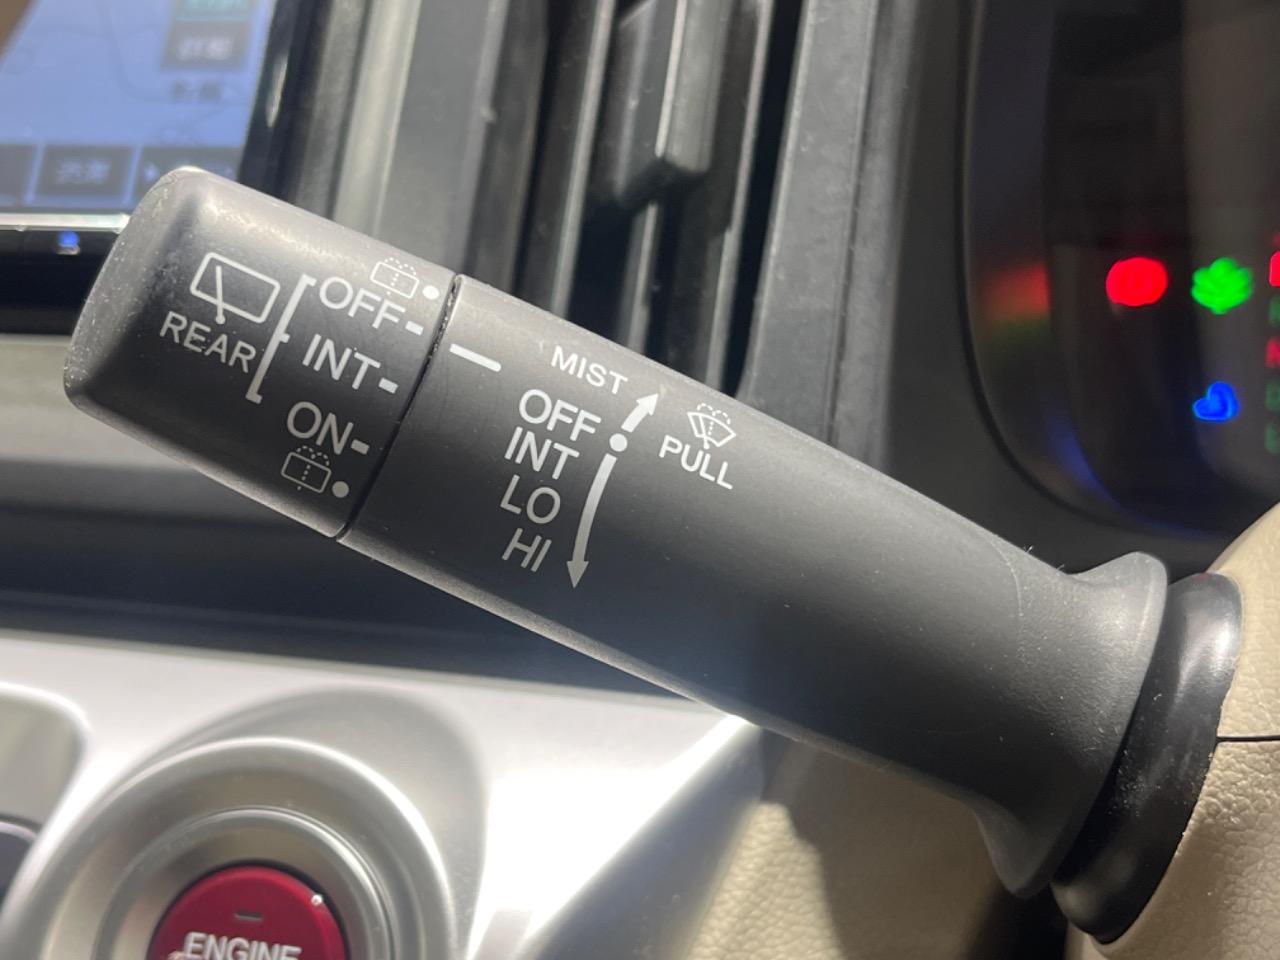 REAR
OFF
INT
ON
MIST
OFF
INT
LO
HI
PULL
ENGINE